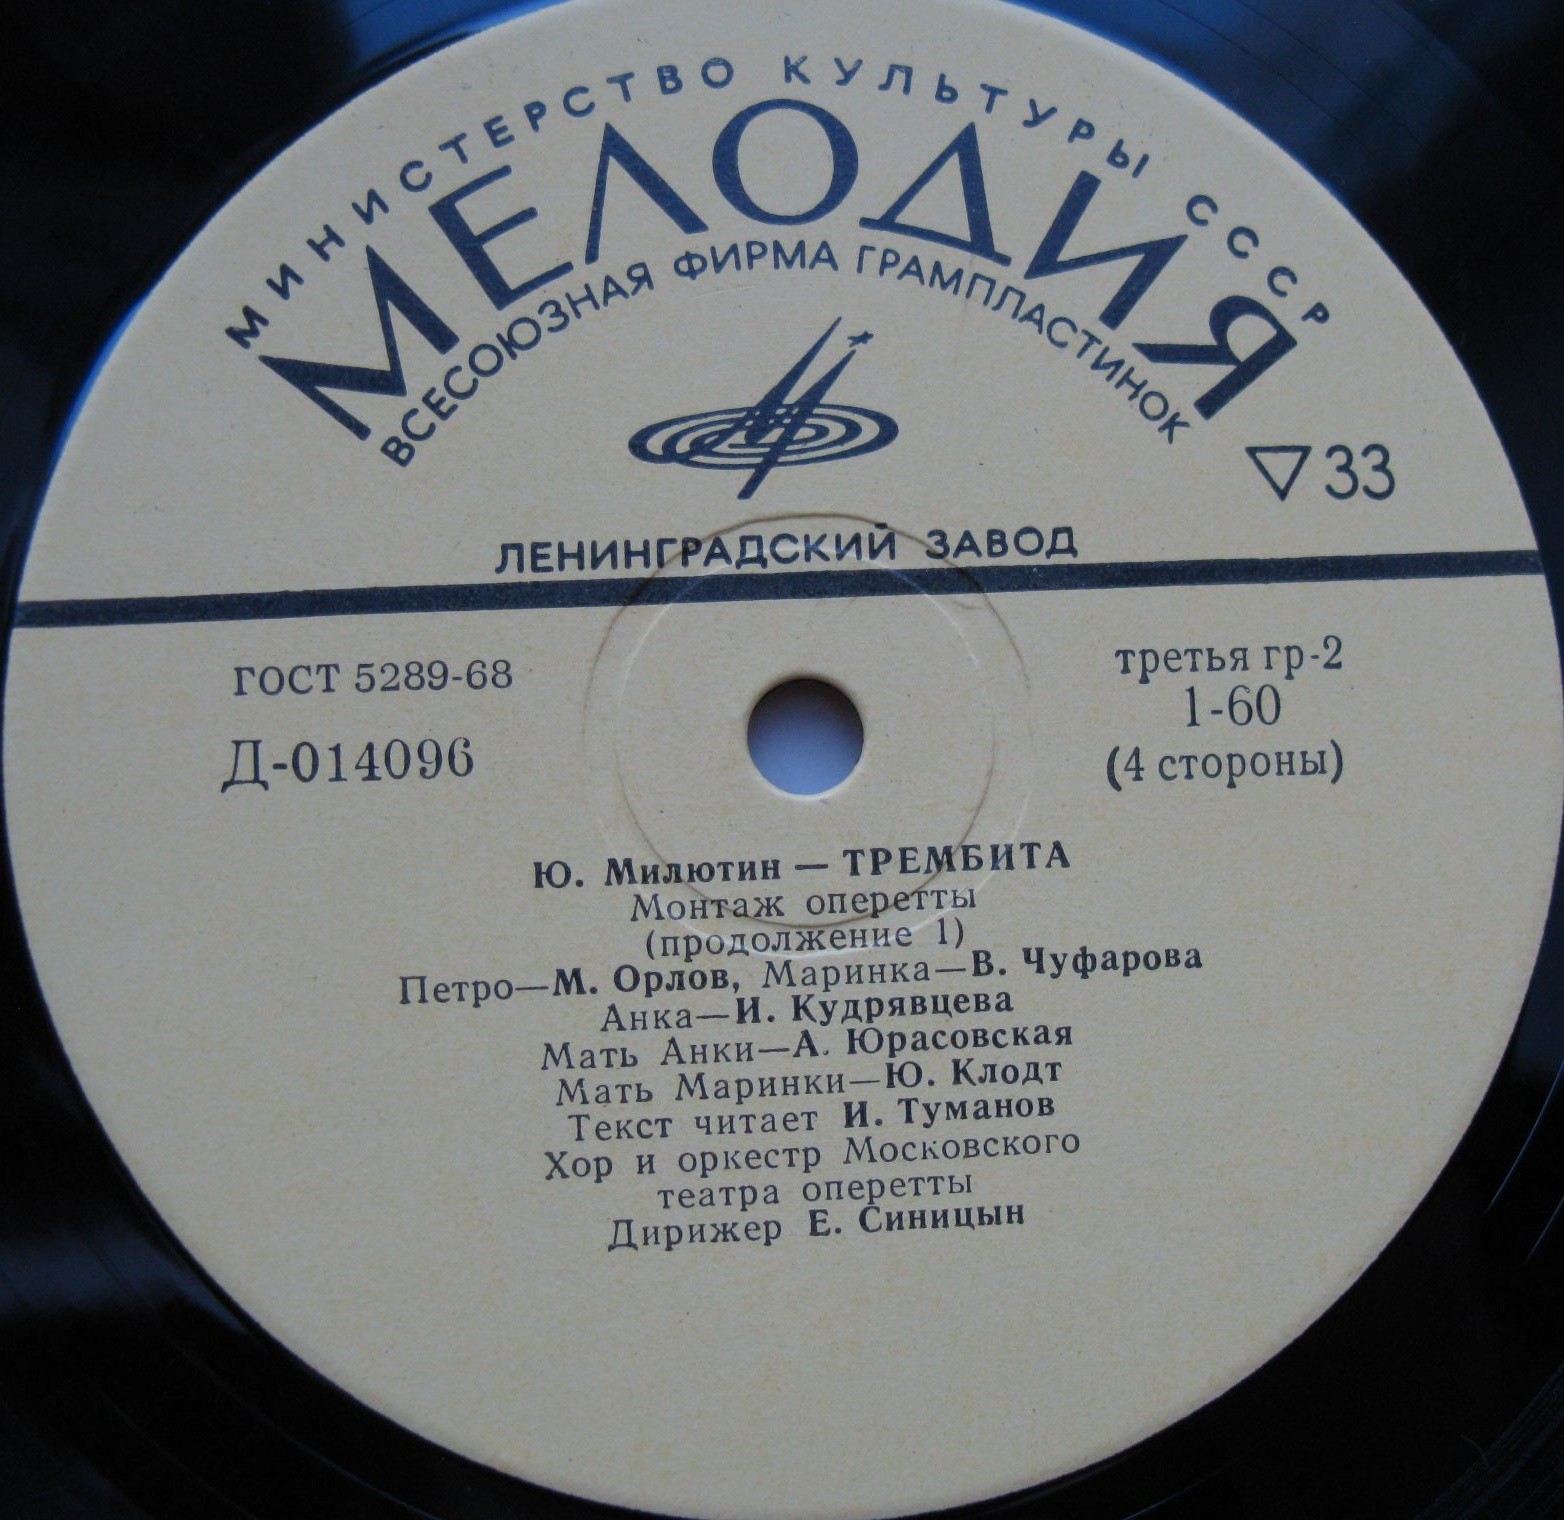 МИНИСТЕРСТВО КУЛЬТУРЫ СССР
МЕЛОДИЯ
ВСЕСОЮЗНАЯ ФИРМА ГРАМПЛАСТИНОК
▽33
ЛЕНИНГРАДСКИЙ ЗАВОД
ГОСТ 5289-68
третья гр-2
Д-014096
1-60
(4 стороны)
Ю. Милютин — ТРЕМБИТА
Монтаж оперетты
(продолжение 1)
Петро—М. Орлов, Маринка—В. Чуфарова
Анка—И. Кудрявцева
Мать Анки—А. Юрасовская
Мать Маринки—Ю. Клодт
Текст читает И. Туманов
Хор и оркестр Московского
театра оперетты
Дирижер Е. Синицын